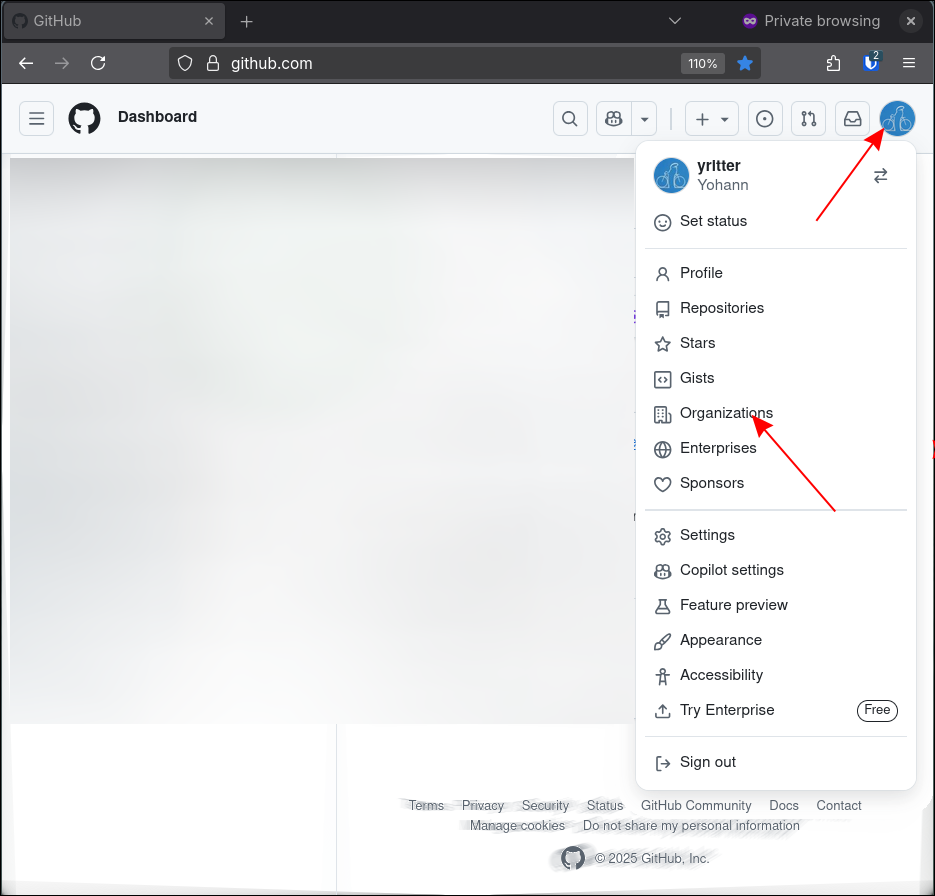 GitHub
Private browsing
github.com
110%
2
Dashboard
yritter
Yohann
Set status
Profile
Repositories
Stars
Gists
Organizations
Enterprises
Sponsors
Settings
Copilot settings
Feature preview
Appearance
Accessibility
Try Enterprise Free
Sign out
Terms Privacy Security Status GitHub Community Docs Contact
Manage cookies Do not share my personal information
© 2025 GitHub, Inc.